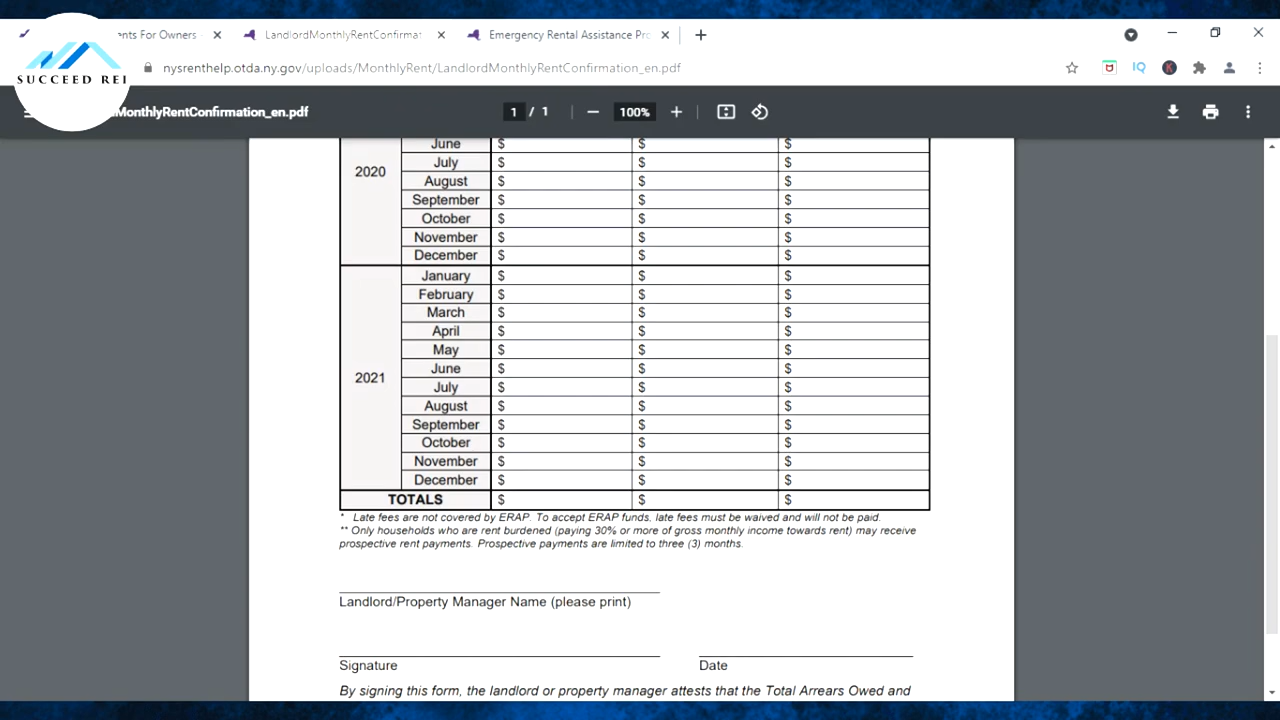 ents For Owners
LandlordMonthlyRentConfirmat
Emergency Rental Assistance Pro
SUCCEED REI
nysrenthelp.otda.ny.gov/uploads/MonthlyRent/LandlordMonthlyRentConfirmation_en.pdf
MonthlyRentConfirmation_en.pdf
1 / 1
100%
2020
June $ $ $
July $ $ $
August $ $ $
September $ $ $
October $ $ $
November $ $ $
December $ $ $
2021
January $ $ $
February $ $ $
March $ $ $
April $ $ $
May $ $ $
June $ $ $
July $ $ $
August $ $ $
September $ $ $
October $ $ $
November $ $ $
December $ $ $
TOTALS $ $ $
* Late fees are not covered by ERAP. To accept ERAP funds, late fees must be waived and will not be paid.
** Only households who are rent burdened (paying 30% or more of gross monthly income towards rent) may receive
prospective rent payments. Prospective payments are limited to three (3) months.
Landlord/Property Manager Name (please print)
Signature Date
By signing this form, the landlord or property manager attests that the Total Arrears Owed and